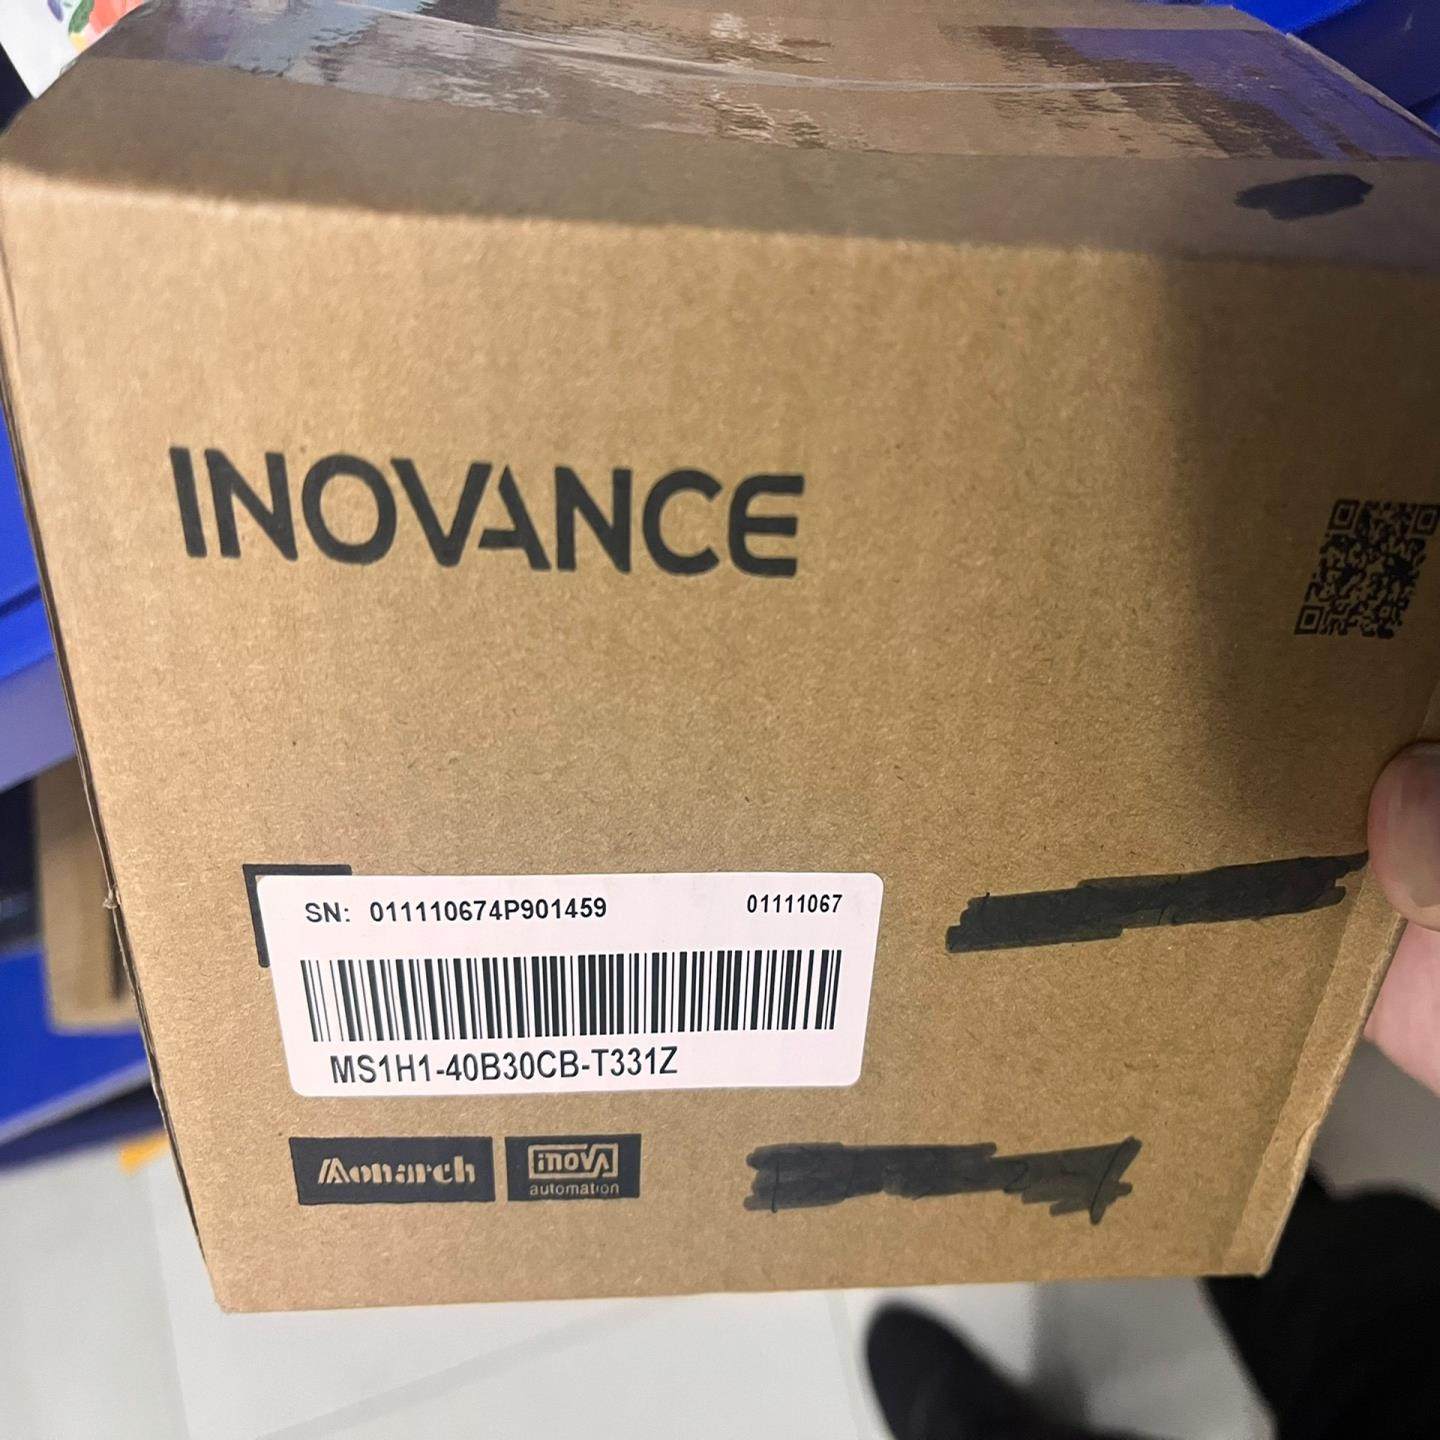 INOVANCE
SN: 011110674P901459 01111067
MS1H1-40B30CB-T331Z
Monarch
inovA
automation